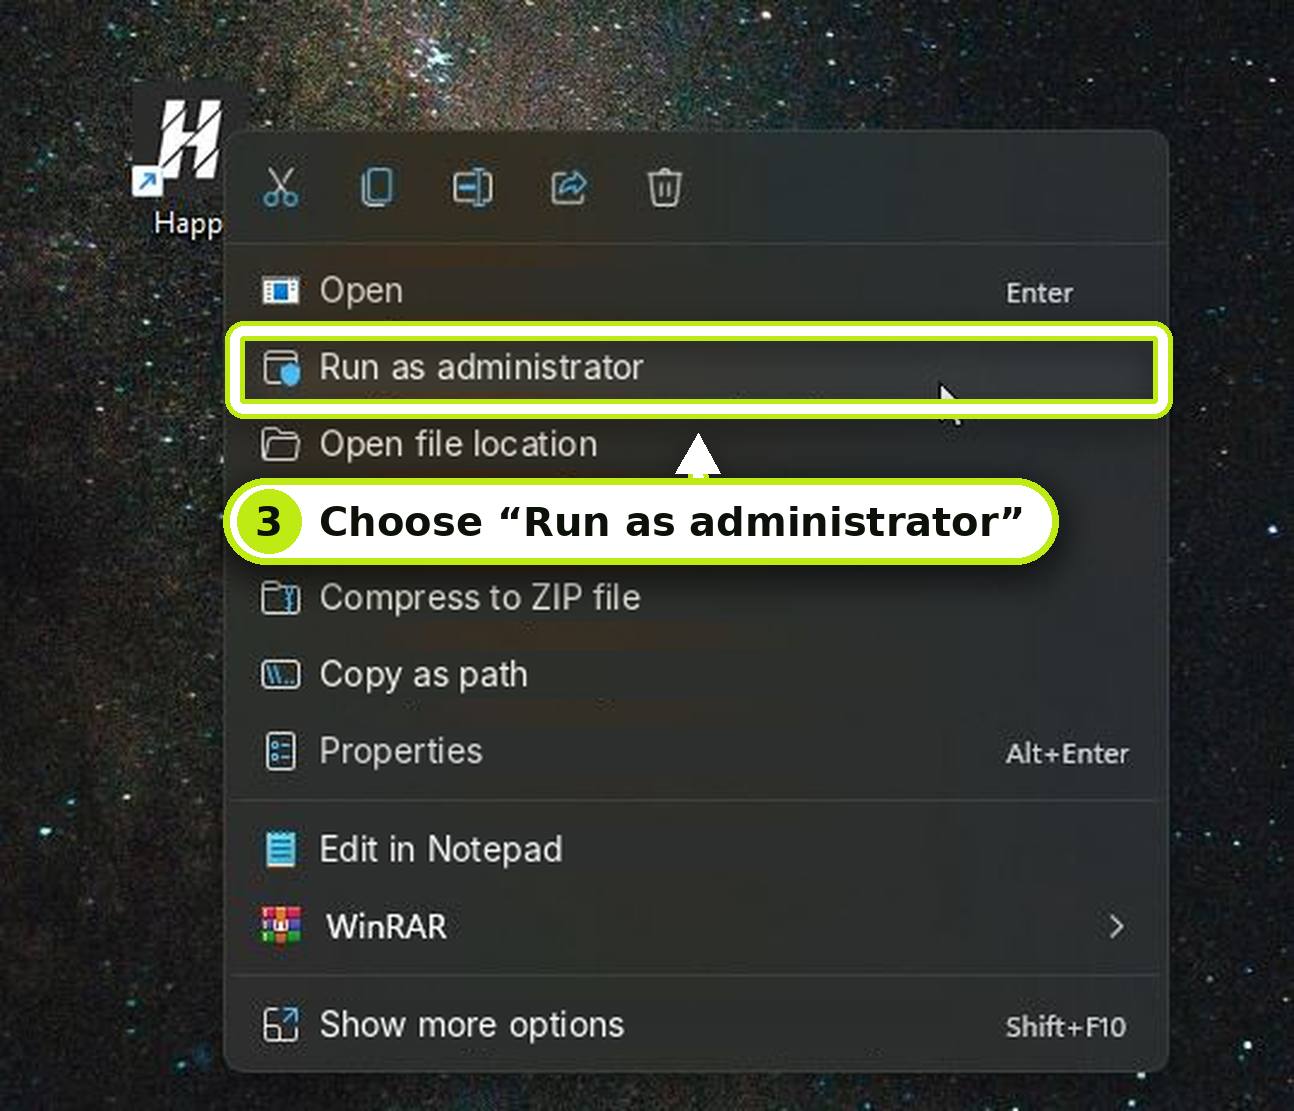 Happ
Open Enter
Run as administrator
Open file location
3 Choose “Run as administrator”
Compress to ZIP file
Copy as path
Properties Alt+Enter
Edit in Notepad
WinRAR
Show more options Shift+F10